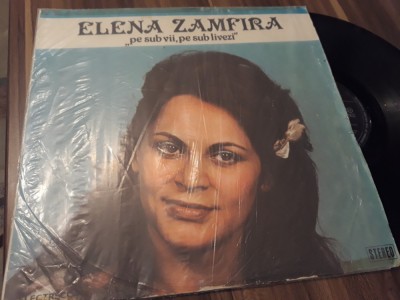 ELENA ZAMFIRA
„pe sub vii, pe sub livezi”
STEREO